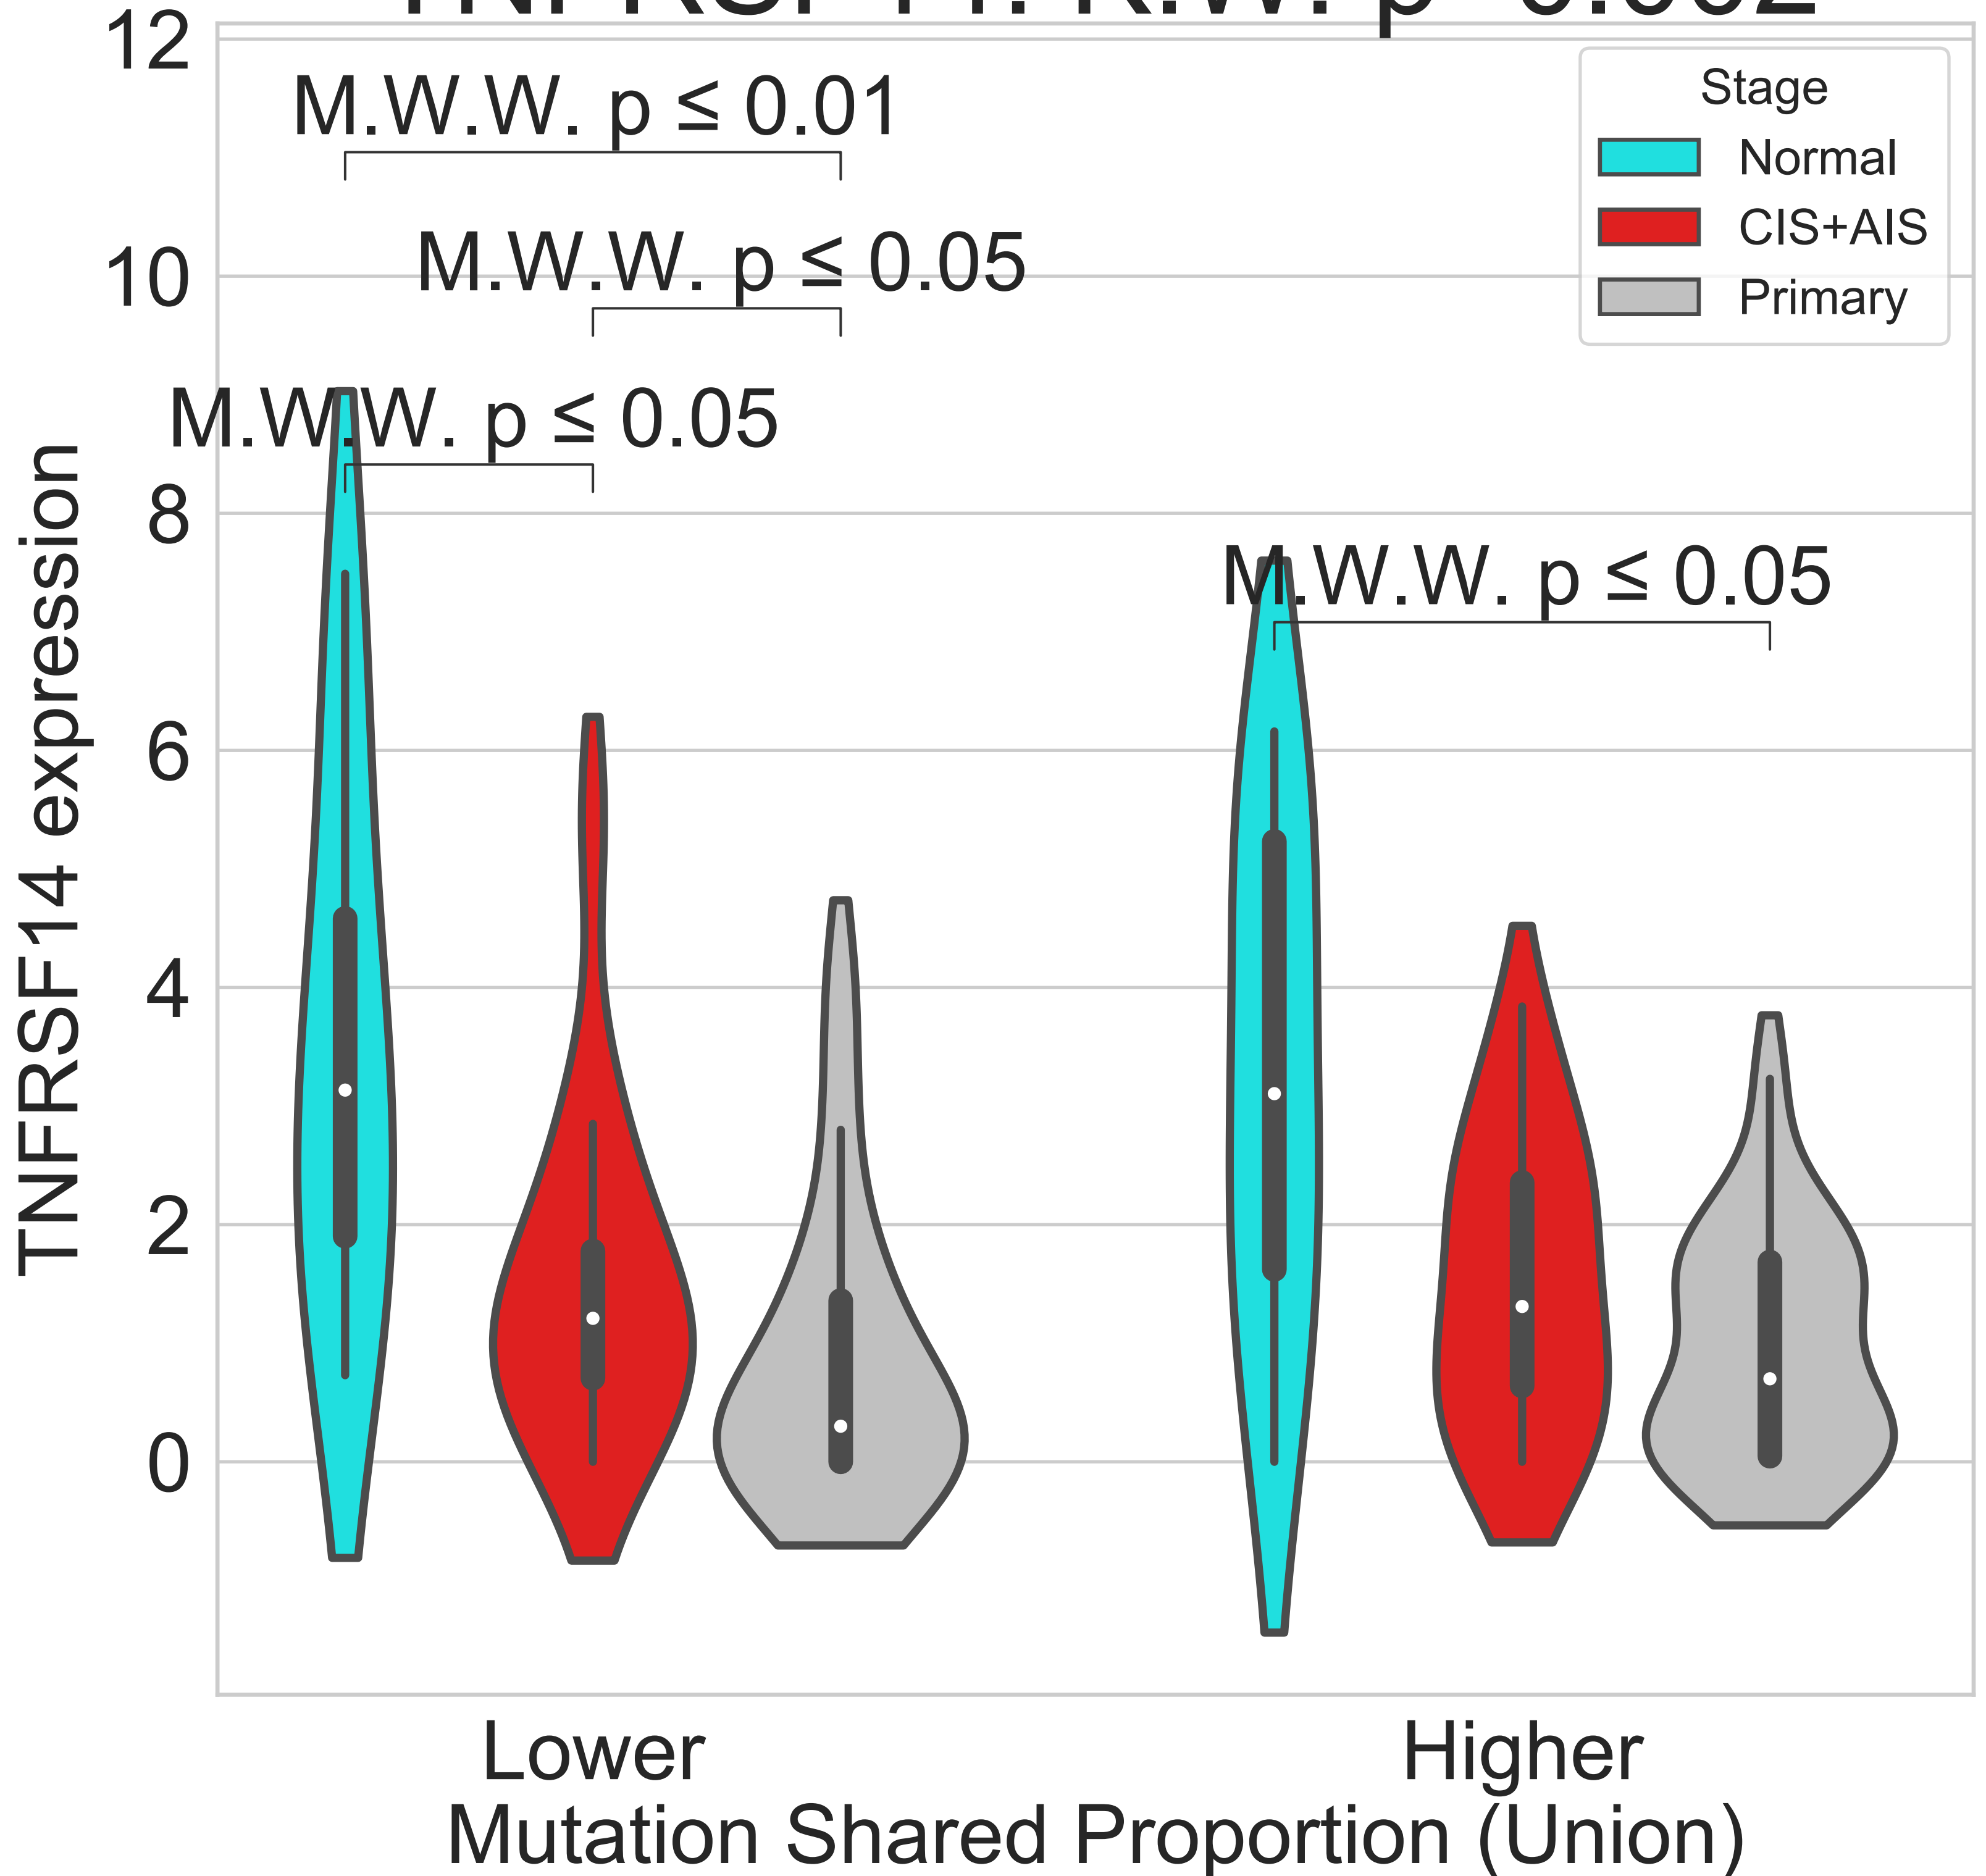 12
M.W.W. p ≤ 0.01
Stage
Normal
CIS+AIS
Primary
10
M.W.W. p ≤ 0.05
M.W.W. p ≤ 0.05
8
M.W.W. p ≤ 0.05
6
4
2
0
TNFRSF14 expression
Lower
Higher
Mutation Shared Proportion (Union)